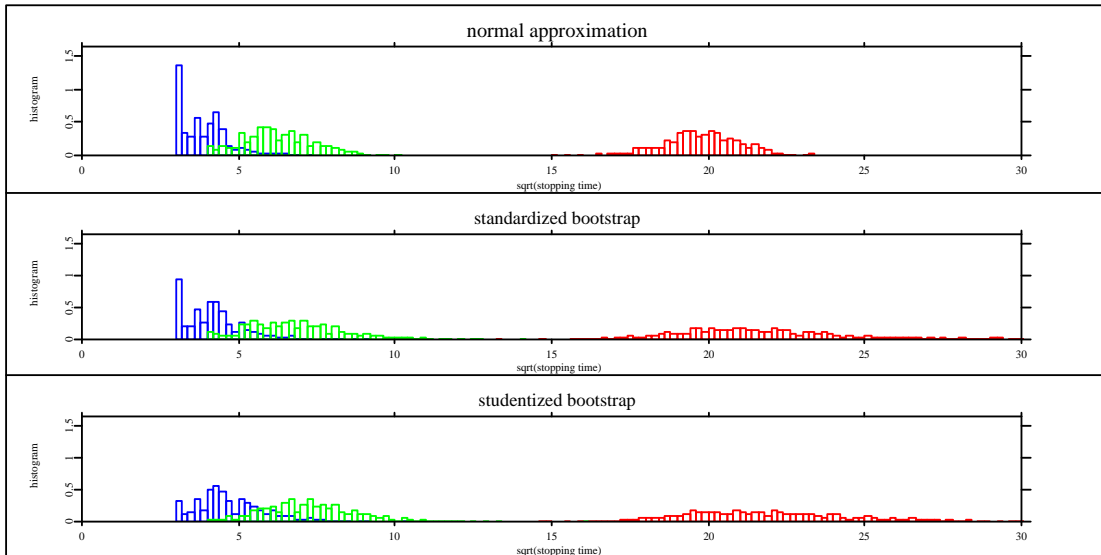 normal approximation
histogram
0 0,5 1 1,5
0 5 10 15 20 25 30
sqrt(stopping time)
standardized bootstrap
histogram
0 0,5 1 1,5
0 5 10 15 20 25 30
sqrt(stopping time)
studentized bootstrap
histogram
0 0,5 1 1,5
0 5 10 15 20 25 30
sqrt(stopping time)